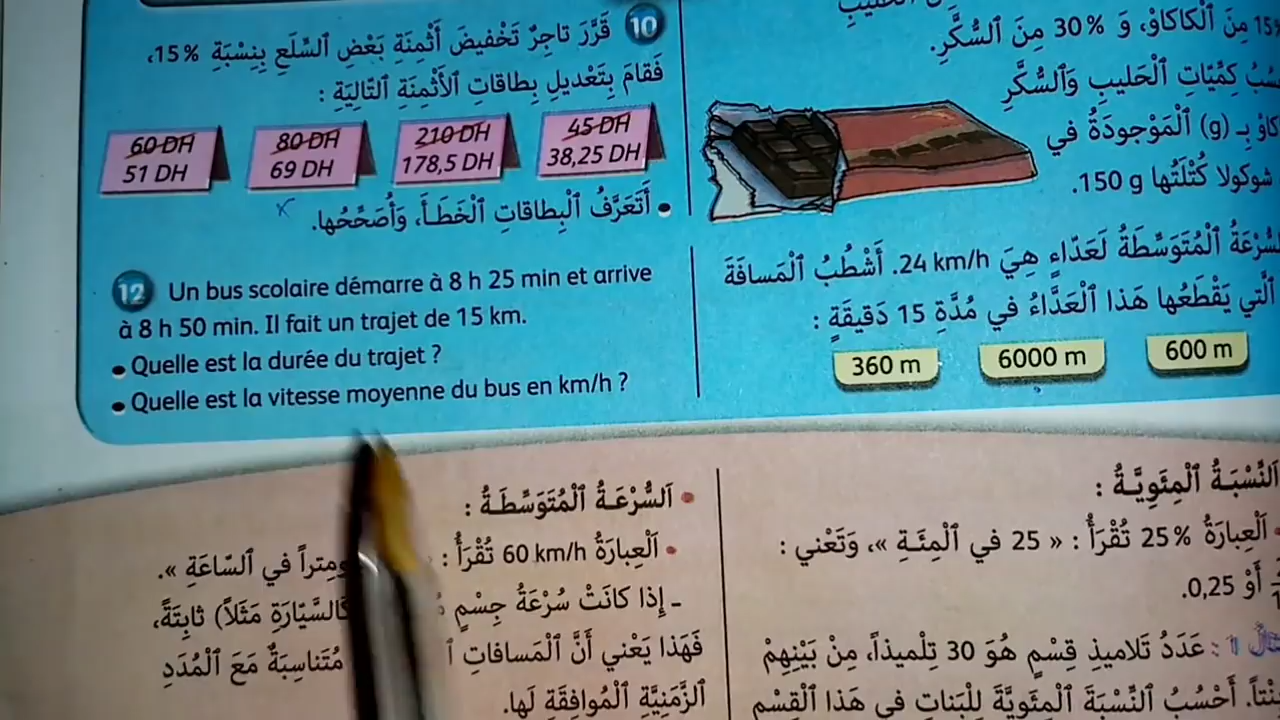 مِنَ ٱلْكَاكَاوْ، وَ 30% مِنَ ٱلسُّكَّرِ.
كِمِّيّاتِ ٱلْحَليبِ وَٱلسُّكَّرِ
بِـ (g) ٱلْمَوْجودَةُ في
شوكولا كُتْلَتُها 150 g.
ٱلْمُتَوَسِّطَةُ لَعَدّاءٍ هِيَ 24 km/h. أَشْطُبُ ٱلْمَسافَةَ
ٱلَّتي يَقْطَعُها هَذا ٱلْعَدّاءُ في مُدَّةِ 15 دَقيقَةٍ :
600 m
6000 m
360 m
10 قَرَّرَ تاجِرٌ تَخْفيضَ أَثْمِنَةِ بَعْضِ ٱلسِّلَعِ بِنِسْبَةِ 15%،
فَقامَ بِتَعْديلِ بِطاقاتِ ٱلْأَثْمِنَةِ ٱلتّالِيَةِ :
45 DH
38,25 DH
210 DH
178,5 DH
80 DH
69 DH
60 DH
51 DH
• أَتَعَرَّفُ ٱلْبِطاقاتِ ٱلْخَطَأَ، وَأُصَحِّحُها.
12 Un bus scolaire démarre à 8 h 25 min et arrive
à 8 h 50 min. Il fait un trajet de 15 km.
• Quelle est la durée du trajet ?
• Quelle est la vitesse moyenne du bus en km/h ?
ٱلنِّسْبَةُ ٱلْمِئَوِيَّةُ :
• ٱلْعِبارَةُ 25% تُقْرَأُ : « 25 في ٱلْمِئَةِ »، وَتَعْني :
أَوْ 0,25.
1 : عَدَدُ تَلاميذِ قِسْمٍ هُوَ 30 تِلْميذاً، مِنْ بَيْنِهِمْ
أَحْسُبُ ٱلنِّسْبَةَ ٱلْمِئَوِيَّةَ لِلْبَناتِ في هَذا ٱلْقِسْمِ
• ٱلسُّرْعَةُ ٱلْمُتَوَسِّطَةُ :
• ٱلْعِبارَةُ 60 km/h تُقْرَأُ : في ٱلسّاعَةِ ».
ـ إِذا كانَتْ سُرْعَةُ جِسْمٍ (كَٱلسَّيّارَةِ مَثَلاً) ثابِتَةً،
فَهَذا يَعْني أَنَّ ٱلْمَسافاتِ مُتَناسِبَةٌ مَعَ ٱلْمُدَدِ
ٱلزَّمَنِيَّةِ ٱلْمُوافِقَةِ لَها.